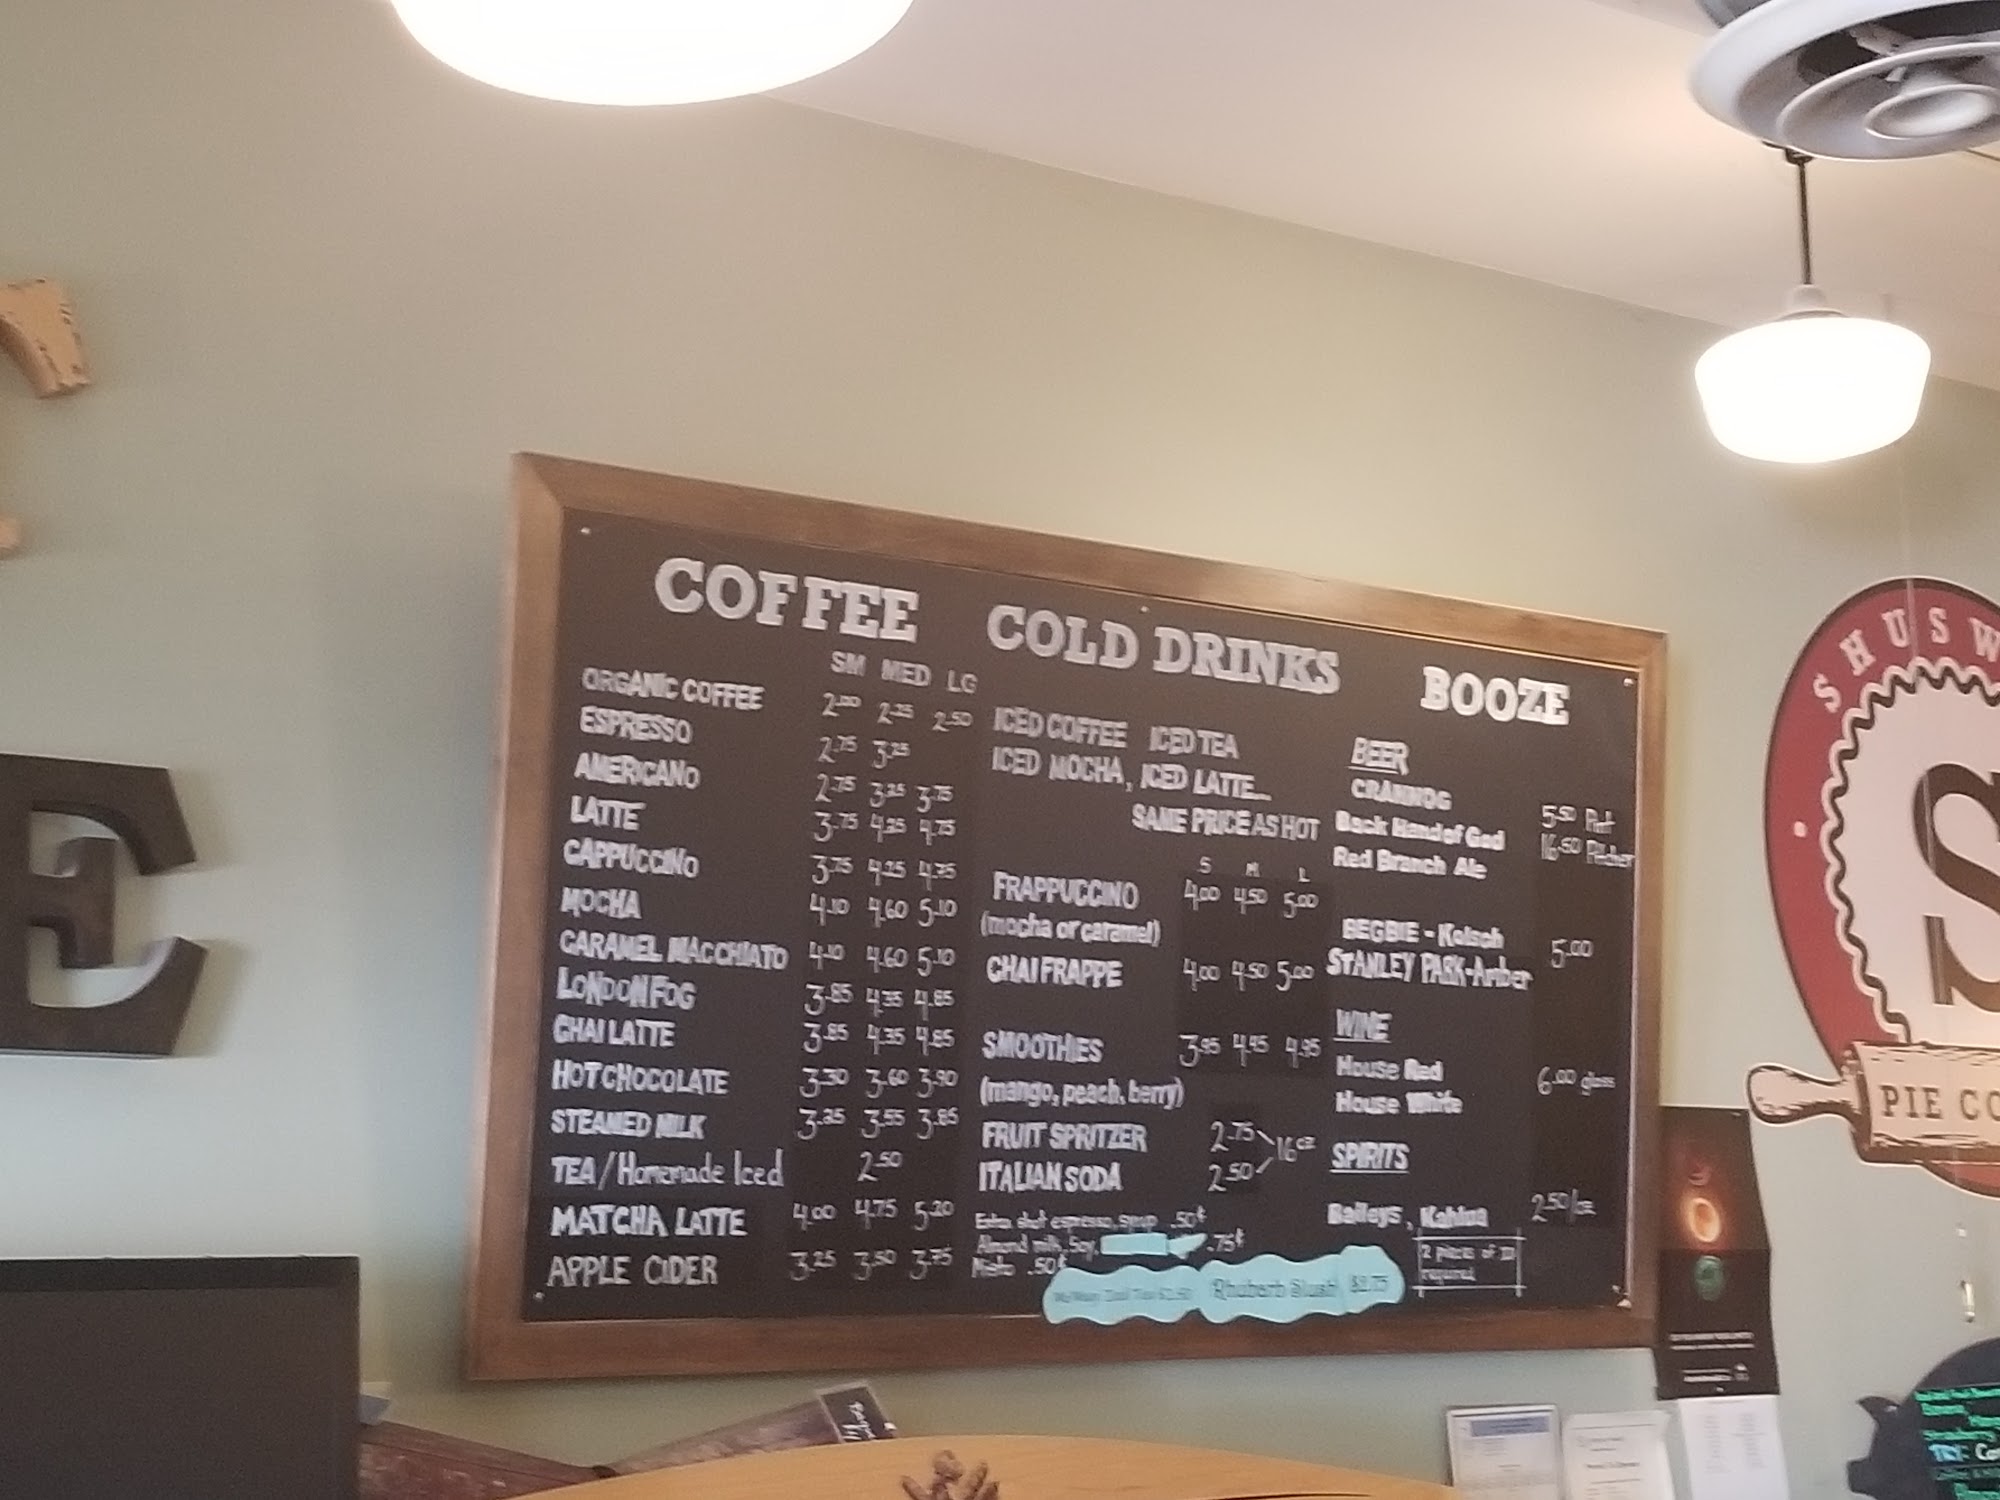 COFFEE
SM MED LG
ORGANIC COFFEE 2.00 2.25 2.50
ESPRESSO 2.75 3.25
AMERICANO 2.75 3.25 3.75
LATTE 3.75 4.25 4.75
CAPPUCCINO 3.75 4.25 4.75
MOCHA 4.10 4.60 5.10
CARAMEL MACCHIATO 4.10 4.60 5.10
LONDON FOG 3.85 4.35 4.85
CHAI LATTE 3.85 4.35 4.85
HOT CHOCOLATE 3.30 3.60 3.90
STEAMED MILK 3.25 3.55 3.85
TEA/Homemade Iced 2.50
MATCHA LATTE 4.00 4.75 5.20
APPLE CIDER 3.25 3.50 3.75
COLD DRINKS
ICED COFFEE ICED TEA
ICED MOCHA, ICED LATTE...
SAME PRICE AS HOT
S M L
FRAPPUCCINO 4.00 4.50 5.00
(mocha or caramel)
CHAI FRAPPE 4.00 4.50 5.00
SMOOTHIES 3.95 4.45 4.95
(mango, peach, berry)
FRUIT SPRITZER 2.75
16oz
ITALIAN SODA 2.50
Extra shot espresso, syrup .50¢
Almond milk, Soy, .75¢
Misto .50¢
Rhubarb Slush $3.75
BOOZE
BEER
CRANNOG
Back Hand of God 5.50 Pint
Red Branch Ale 16.50 Pitcher
BEGBIE - Kolsch
5.00
STANLEY PARK - Amber
WINE
House Red
6.00 glass
House White
SPIRITS
Baileys, Kahlua 2.50/oz
2 pieces of ID
required
E
SHUSW
S
PIE CO